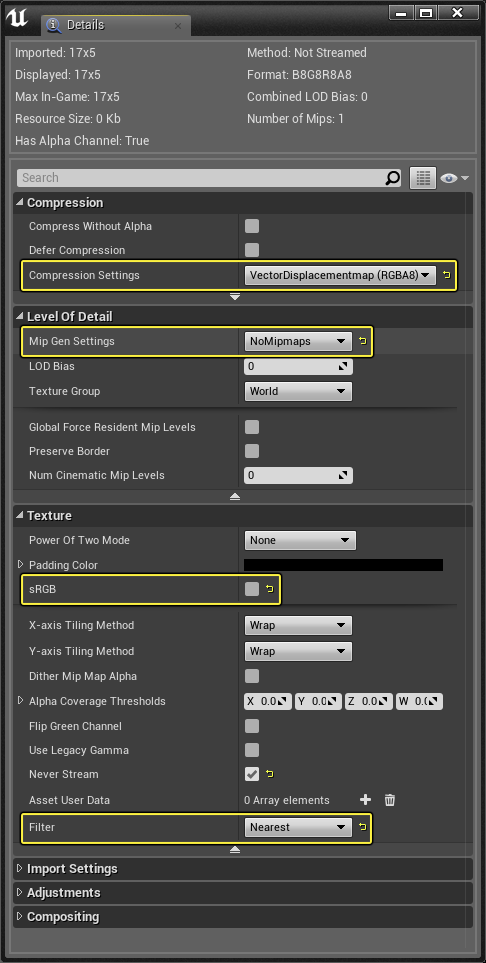 Details
Imported: 17x5
Method: Not Streamed
Displayed: 17x5
Format: B8G8R8A8
Max In-Game: 17x5
Combined LOD Bias: 0
Resource Size: 0 Kb
Number of Mips: 1
Has Alpha Channel: True
Search
Compression
Compress Without Alpha
Defer Compression
Compression Settings VectorDisplacementmap (RGBA8)
Level Of Detail
Mip Gen Settings NoMipmaps
LOD Bias 0
Texture Group World
Global Force Resident Mip Levels
Preserve Border
Num Cinematic Mip Levels 0
Texture
Power Of Two Mode None
Padding Color
sRGB
X-axis Tiling Method Wrap
Y-axis Tiling Method Wrap
Dither Mip Map Alpha
Alpha Coverage Thresholds X 0.0 Y 0.0 Z 0.0 W 0.0
Flip Green Channel
Use Legacy Gamma
Never Stream
Asset User Data 0 Array elements
Filter Nearest
Import Settings
Adjustments
Compositing